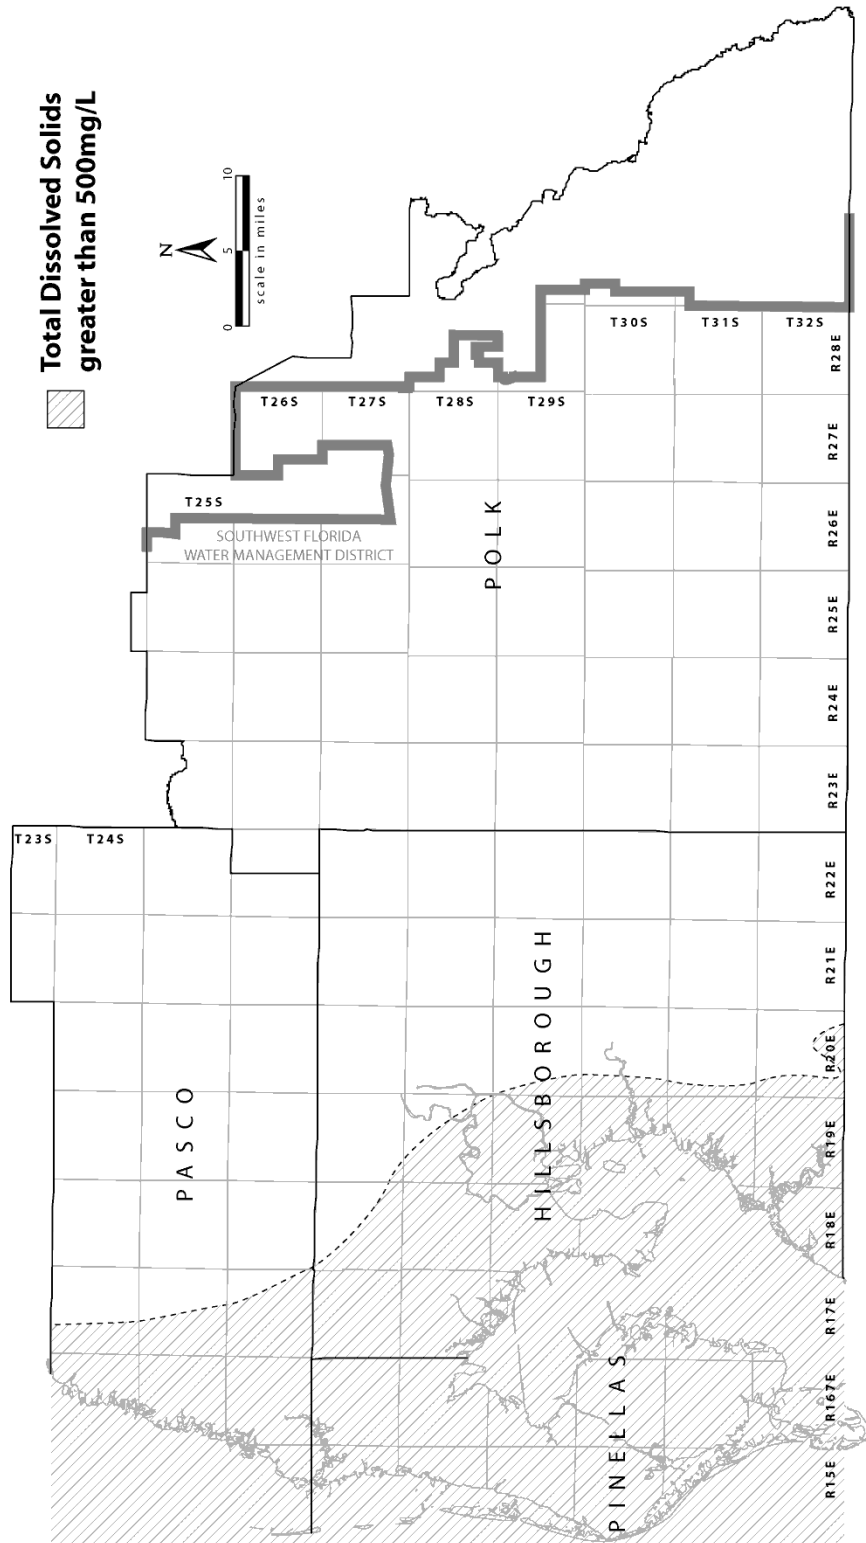 Total Dissolved Solids
greater than 500mg/L
N
0 5 10
scale in miles
T23S
T24S
T25S
T26S
T27S
T28S
T29S
T30S
T31S
T32S
SOUTHWEST FLORIDA
WATER MANAGEMENT DISTRICT
PASCO
POLK
HILLSBOROUGH
PINELLAS
R15E
R167E
R17E
R18E
R19E
R20E
R21E
R22E
R23E
R24E
R25E
R26E
R27E
R28E